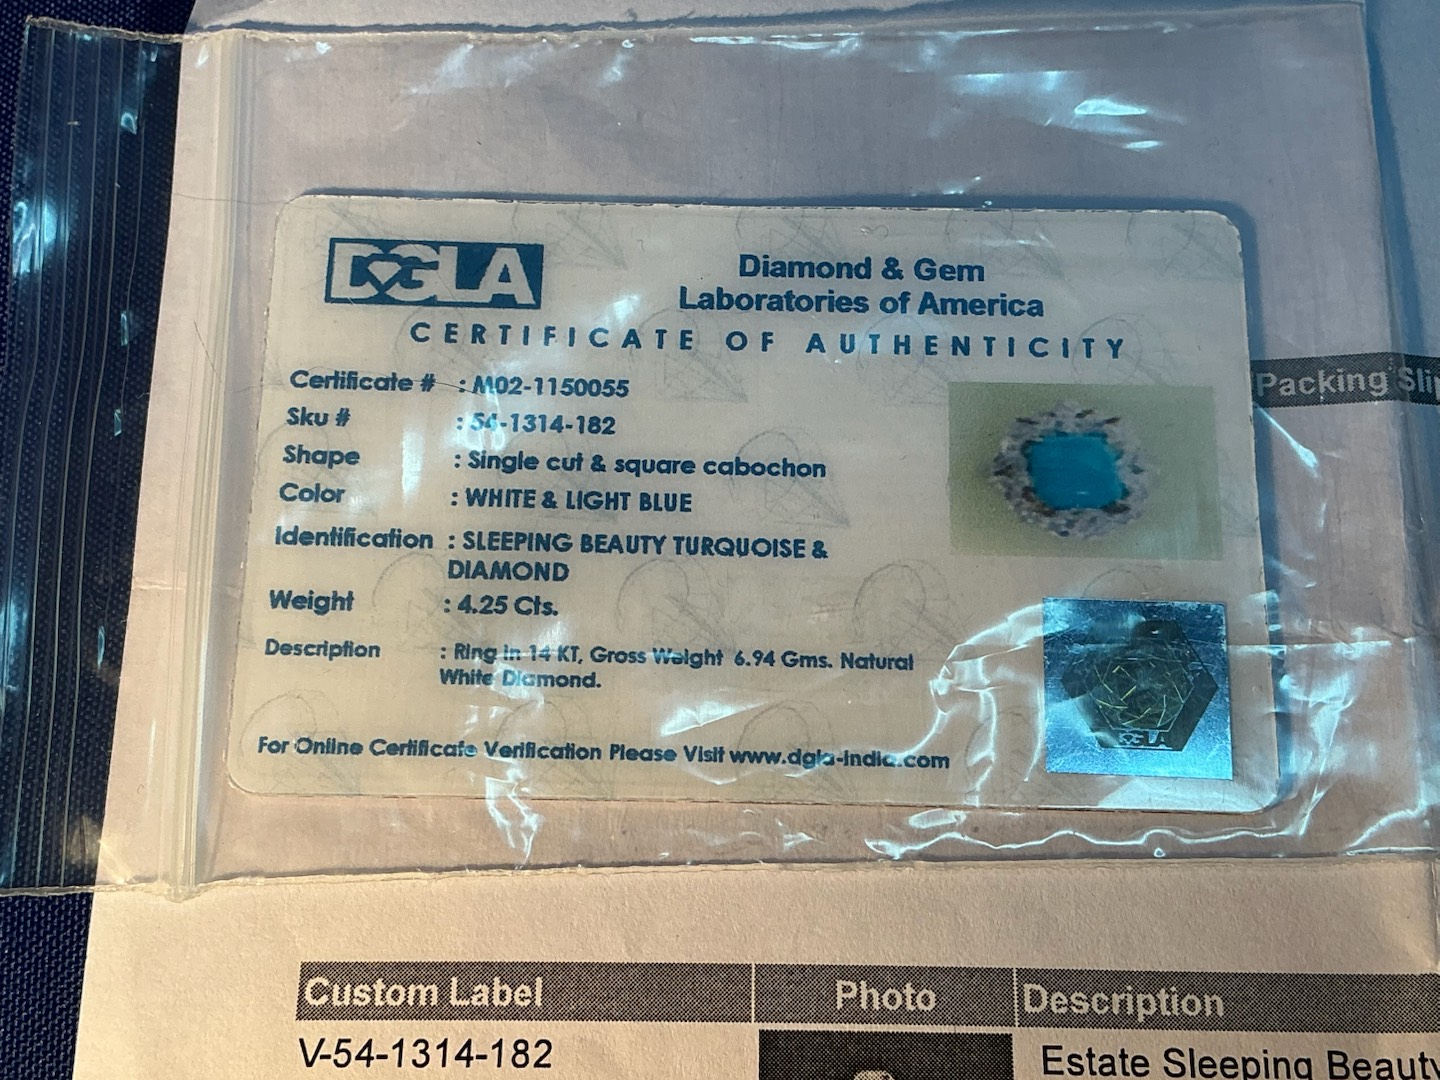 DGLA
Diamond & Gem
Laboratories of America
CERTIFICATE OF AUTHENTICITY
Certificate # : M02-1150055
Sku # : 54-1314-182
Shape : Single cut & square cabochon
Color : WHITE & LIGHT BLUE
Identification : SLEEPING BEAUTY TURQUOISE &
DIAMOND
Weight : 4.25 Cts.
Description : Ring in 14 KT, Gross Weight 6.94 Gms. Natural
White Diamond.
For Online Certificate Verification Please Visit www.dgla-india.com
DGLA
Packing Slip
Custom Label Photo Description
V-54-1314-182 Estate Sleeping Beauty